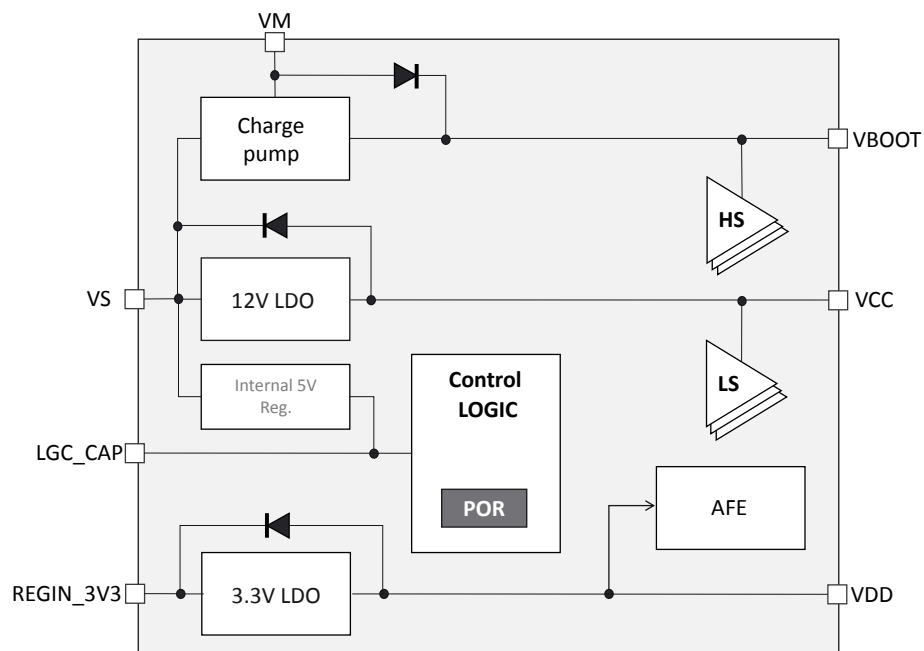 VM
Charge
pump
VBOOT
HS
VS
12V LDO
VCC
Internal 5V
Reg.
Control
LOGIC
LS
LGC_CAP
POR
AFE
REGIN_3V3
3.3V LDO
VDD